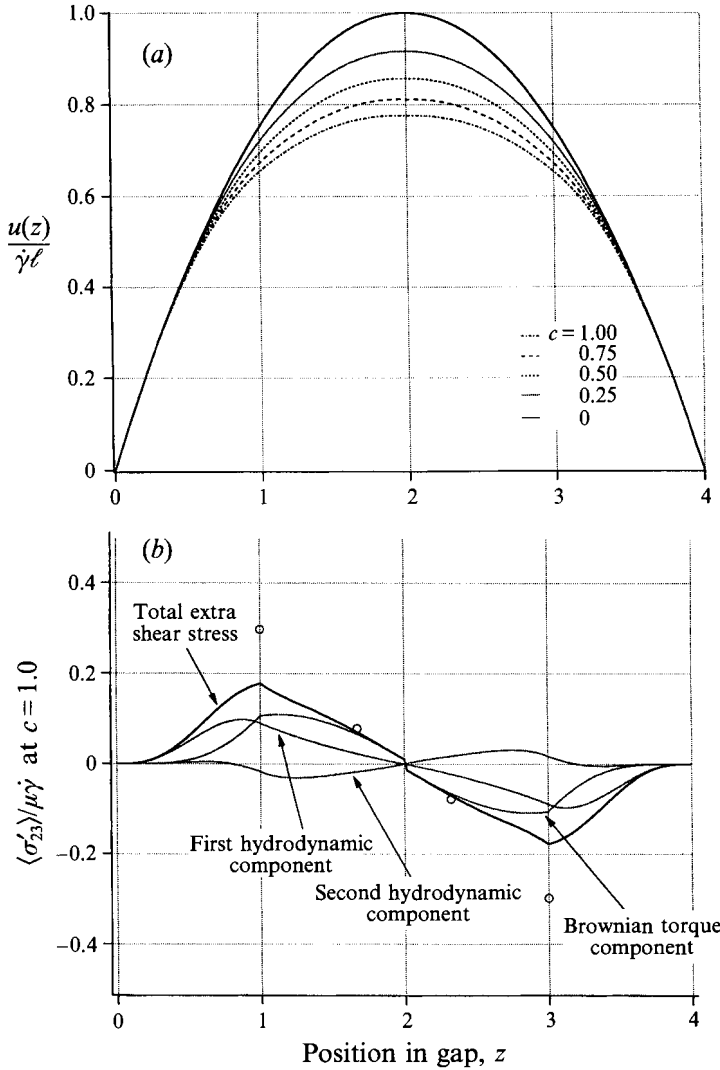 (a)
1.0
0.8
0.6
0.4
0.2
0
u(z)
γ̇ℓ
c = 1.00
0.75
0.50
0.25
0
0 1 2 3 4
(b)
0.4
0.2
0
−0.2
−0.4
⟨σ′₂₃⟩/μγ̇ at c = 1.0
Total extra
shear stress
First hydrodynamic
component
Second hydrodynamic
component
Brownian torque
component
0 1 2 3 4
Position in gap, z